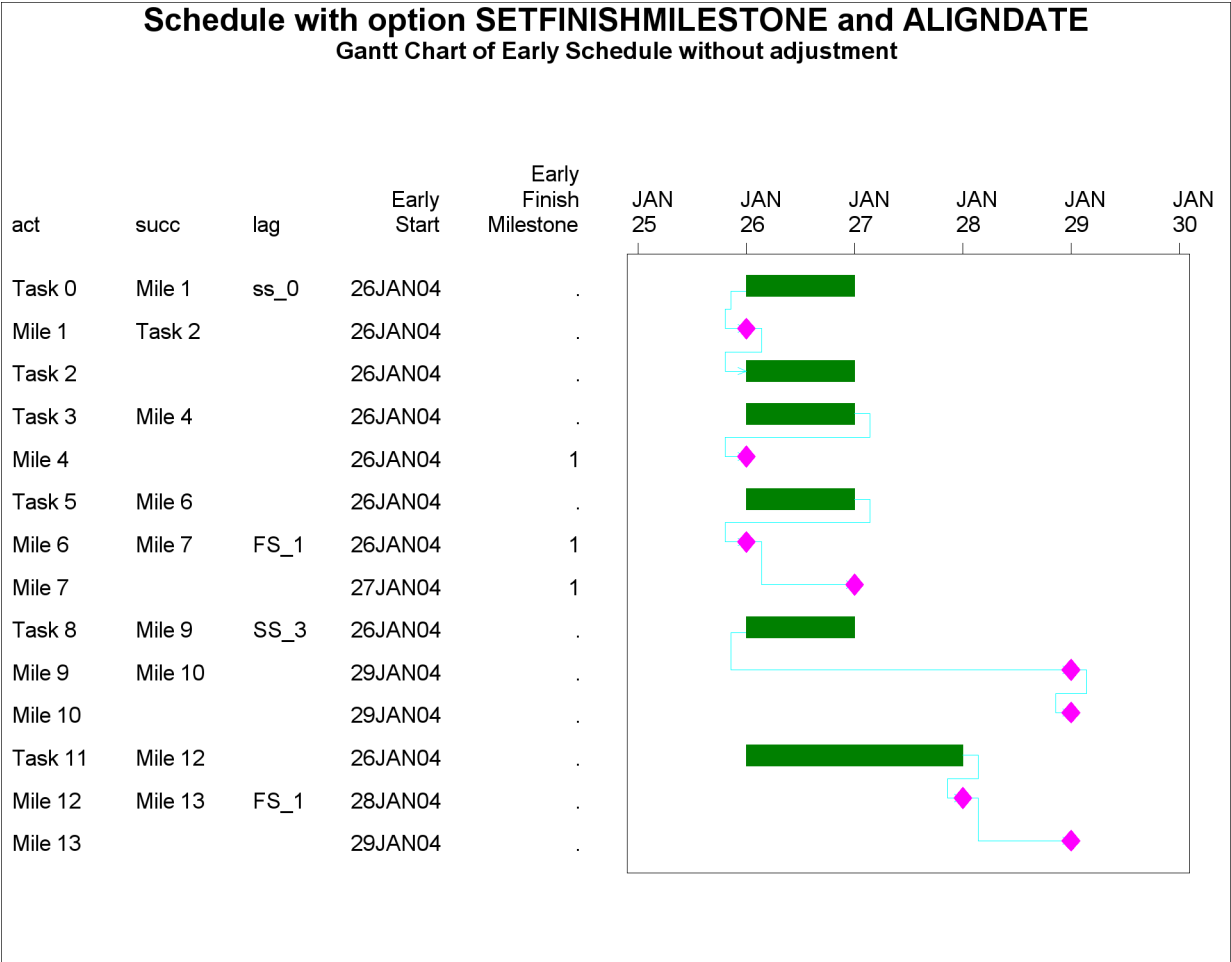 Schedule with option SETFINISHMILESTONE and ALIGNDATE
Gantt Chart of Early Schedule without adjustment
Early
Early Finish JAN JAN JAN JAN JAN JAN
act succ lag Start Milestone 25 26 27 28 29 30
Task 0 Mile 1 ss_0 26JAN04 .
Mile 1 Task 2 26JAN04 .
Task 2 26JAN04 .
Task 3 Mile 4 26JAN04 .
Mile 4 26JAN04 1
Task 5 Mile 6 26JAN04 .
Mile 6 Mile 7 FS_1 26JAN04 1
Mile 7 27JAN04 1
Task 8 Mile 9 SS_3 26JAN04 .
Mile 9 Mile 10 29JAN04 .
Mile 10 29JAN04 .
Task 11 Mile 12 26JAN04 .
Mile 12 Mile 13 FS_1 28JAN04 .
Mile 13 29JAN04 .